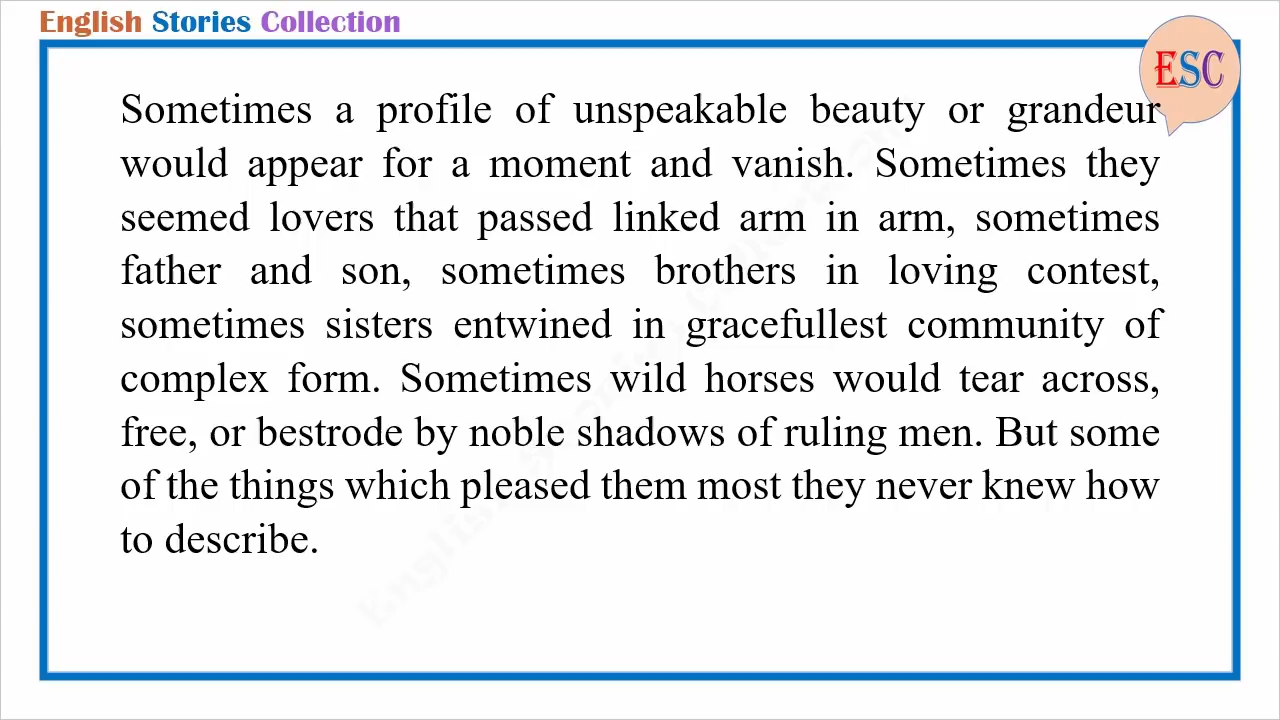 English Stories Collection
ESC
Sometimes a profile of unspeakable beauty or grandeur
would appear for a moment and vanish. Sometimes they
seemed lovers that passed linked arm in arm, sometimes
father and son, sometimes brothers in loving contest,
sometimes sisters entwined in gracefullest community of
complex form. Sometimes wild horses would tear across,
free, or bestrode by noble shadows of ruling men. But some
of the things which pleased them most they never knew how
to describe.